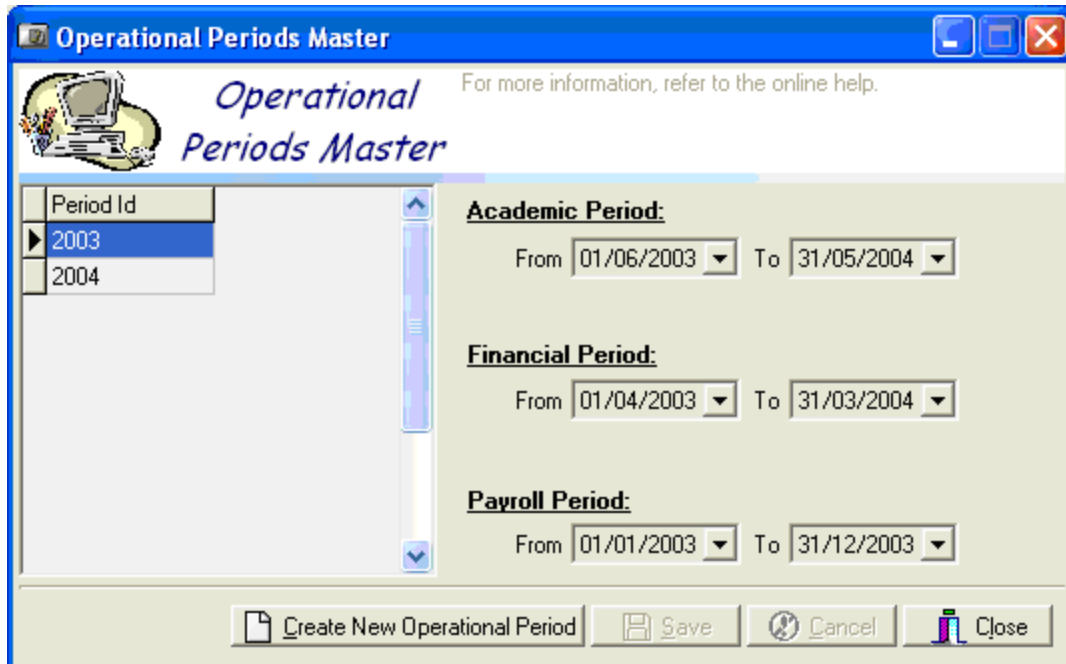 Operational Periods Master
Operational
Periods Master
For more information, refer to the online help.
Period Id
2003
2004
Academic Period:
From 01/06/2003 To 31/05/2004
Financial Period:
From 01/04/2003 To 31/03/2004
Payroll Period:
From 01/01/2003 To 31/12/2003
Create New Operational Period Save Cancel Close